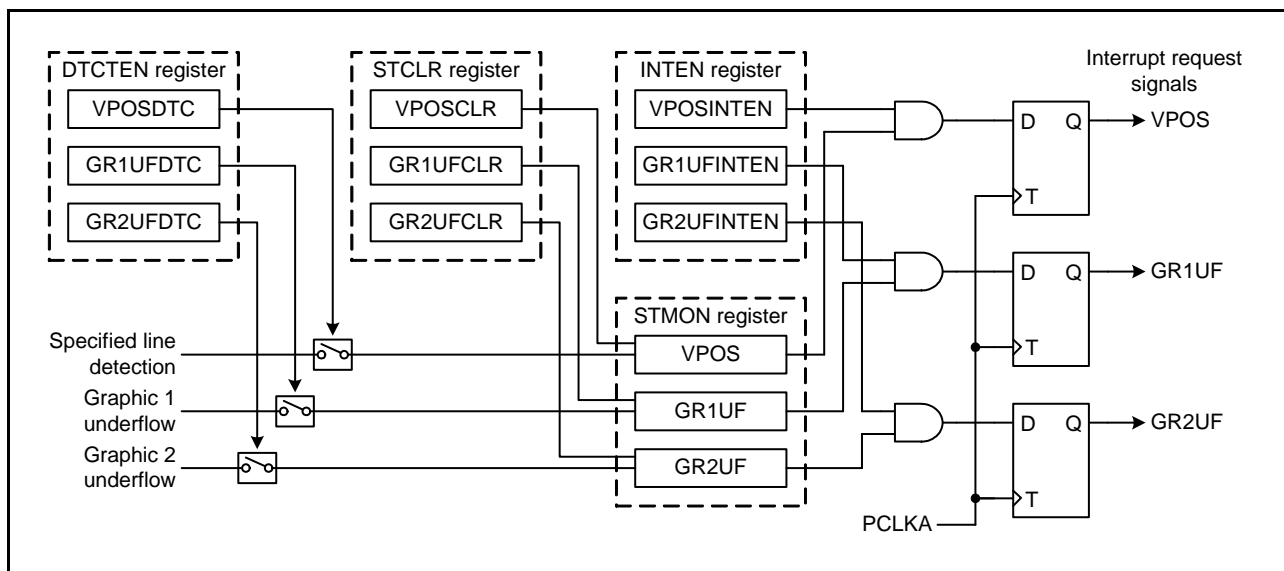 DTCTEN register
VPOSDTC
GR1UFDTC
GR2UFDTC
STCLR register
VPOSCLR
GR1UFCLR
GR2UFCLR
INTEN register
VPOSINTEN
GR1UFINTEN
GR2UFINTEN
Interrupt request
signals
D Q
T
VPOS
D Q
T
GR1UF
D Q
T
GR2UF
Specified line
detection
Graphic 1
underflow
Graphic 2
underflow
STMON register
VPOS
GR1UF
GR2UF
PCLKA